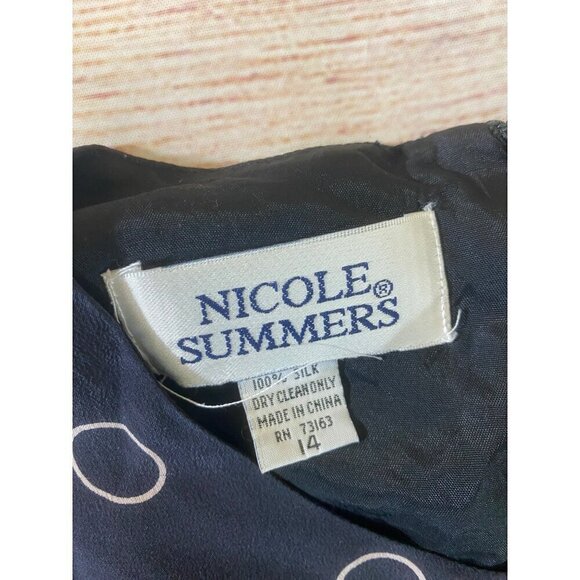 NICOLE®
SUMMERS
100% SILK
DRY CLEAN ONLY
MADE IN CHINA
RN 73163
14